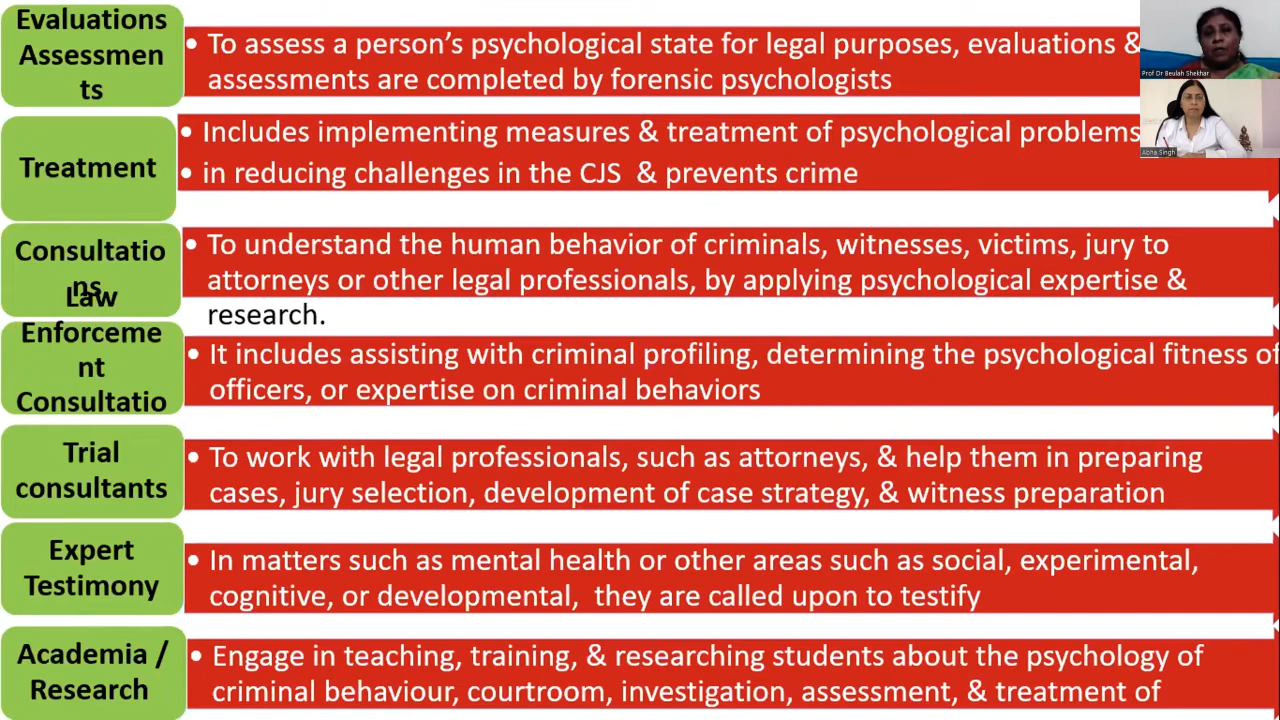 Evaluations
Assessmen
ts
• To assess a person’s psychological state for legal purposes, evaluations &
assessments are completed by forensic psychologists
Prof Dr Beulah Shekhar
Treatment
• Includes implementing measures & treatment of psychological problems
• in reducing challenges in the CJS & prevents crime
Abha Singh
Consultatio
ns
• To understand the human behavior of criminals, witnesses, victims, jury to
attorneys or other legal professionals, by applying psychological expertise &
research.
Law
Enforceme
nt
Consultatio
• It includes assisting with criminal profiling, determining the psychological fitness of
officers, or expertise on criminal behaviors
Trial
consultants
• To work with legal professionals, such as attorneys, & help them in preparing
cases, jury selection, development of case strategy, & witness preparation
Expert
Testimony
• In matters such as mental health or other areas such as social, experimental,
cognitive, or developmental, they are called upon to testify
Academia /
Research
• Engage in teaching, training, & researching students about the psychology of
criminal behaviour, courtroom, investigation, assessment, & treatment of